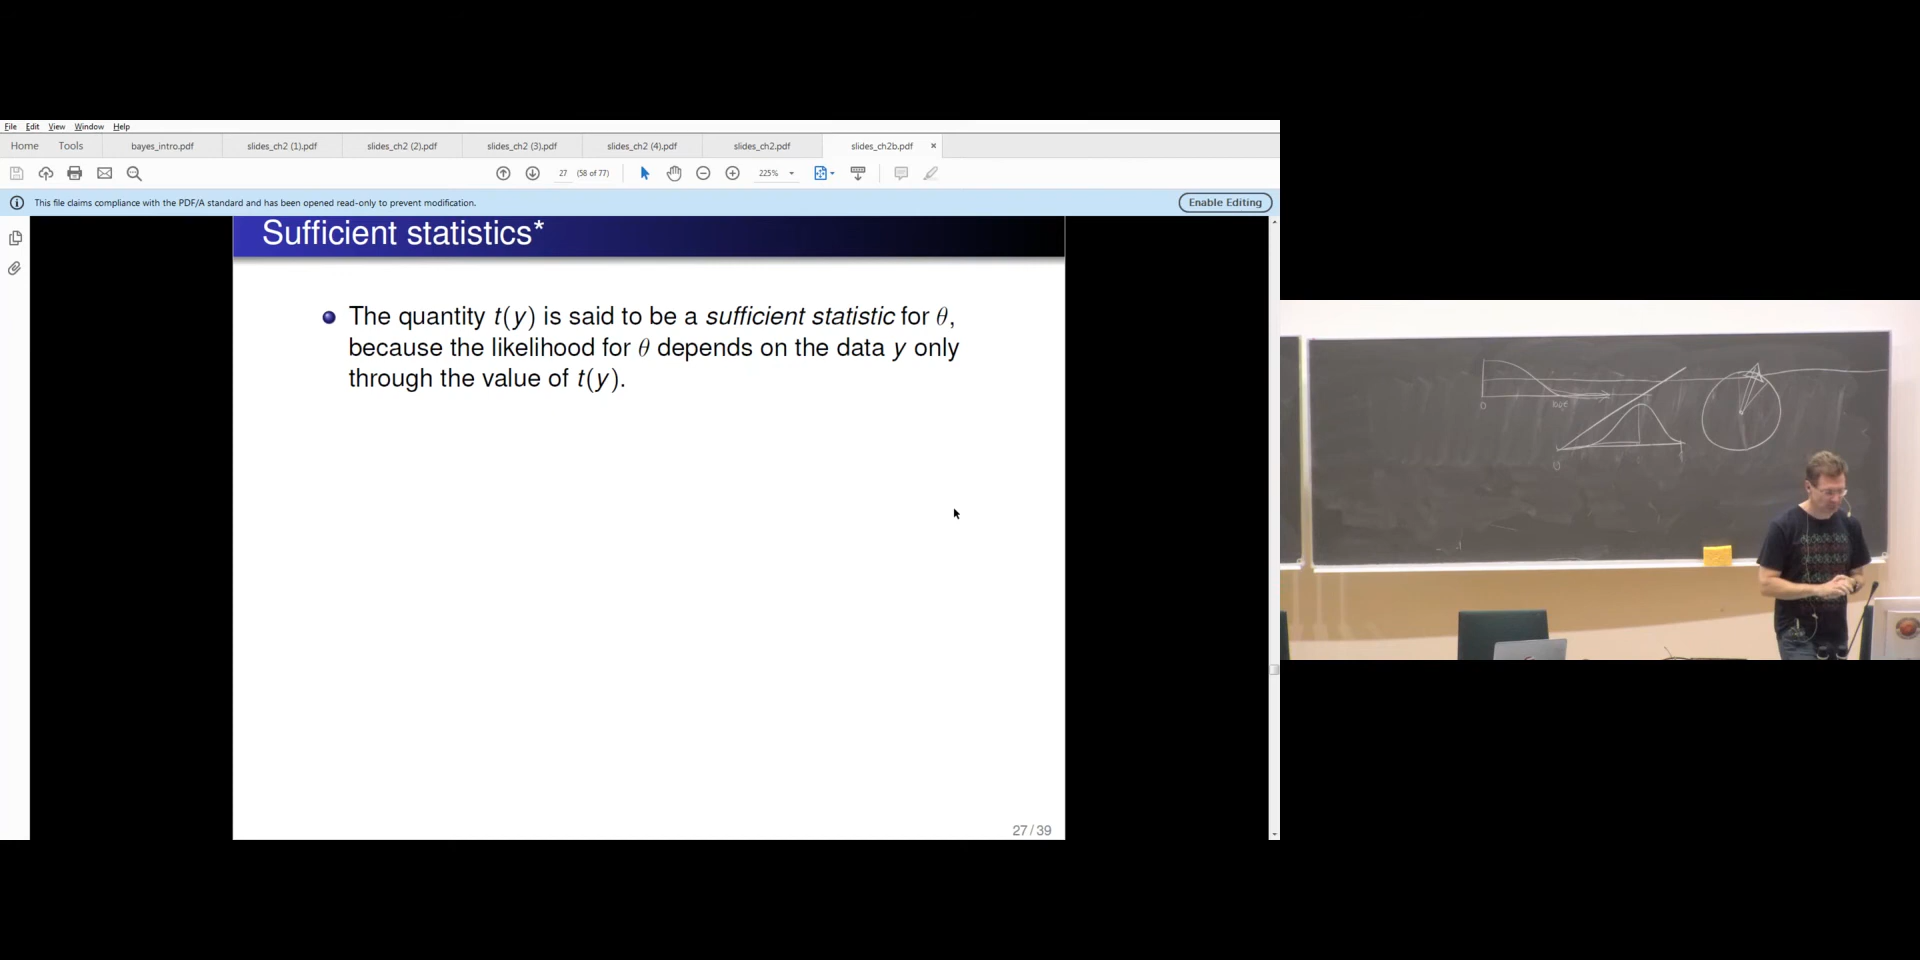 File Edit View Window Help
Home Tools bayes_intro.pdf slides_ch2 (1).pdf slides_ch2 (2).pdf slides_ch2 (3).pdf slides_ch2 (4).pdf slides_ch2.pdf slides_ch2b.pdf ×
27 (58 of 77) 225%
This file claims compliance with the PDF/A standard and has been opened read-only to prevent modification. Enable Editing
Sufficient statistics*
The quantity t(y) is said to be a sufficient statistic for θ,
because the likelihood for θ depends on the data y only
through the value of t(y).
27 / 39
0
0